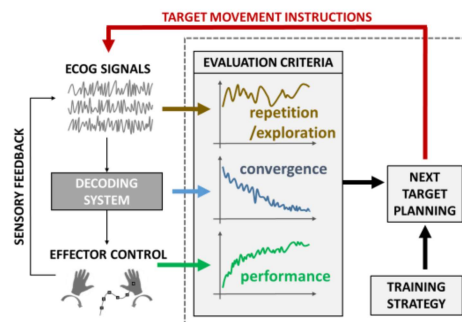 TARGET MOVEMENT INSTRUCTIONS
ECOG SIGNALS
EVALUATION CRITERIA
repetition
/exploration
SENSORY FEEDBACK
DECODING
SYSTEM
convergence
NEXT
TARGET
PLANNING
EFFECTOR CONTROL
performance
TRAINING
STRATEGY